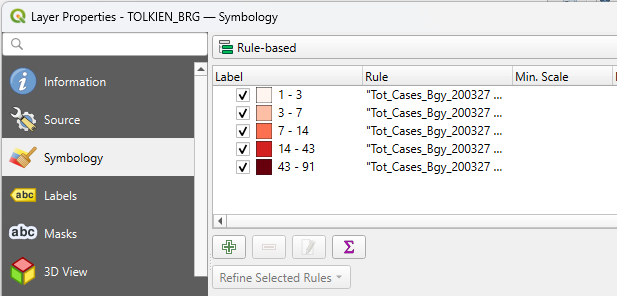 Layer Properties - TOLKIEN_BRG — Symbology
Rule-based
Information
Source
Symbology
Labels
Masks
3D View
Label Rule Min. Scale
1 - 3 "Tot_Cases_Bgy_200327 ...
3 - 7 "Tot_Cases_Bgy_200327 ...
7 - 14 "Tot_Cases_Bgy_200327 ...
14 - 43 "Tot_Cases_Bgy_200327 ...
43 - 91 "Tot_Cases_Bgy_200327 ...
abc
abc
Σ
Refine Selected Rules